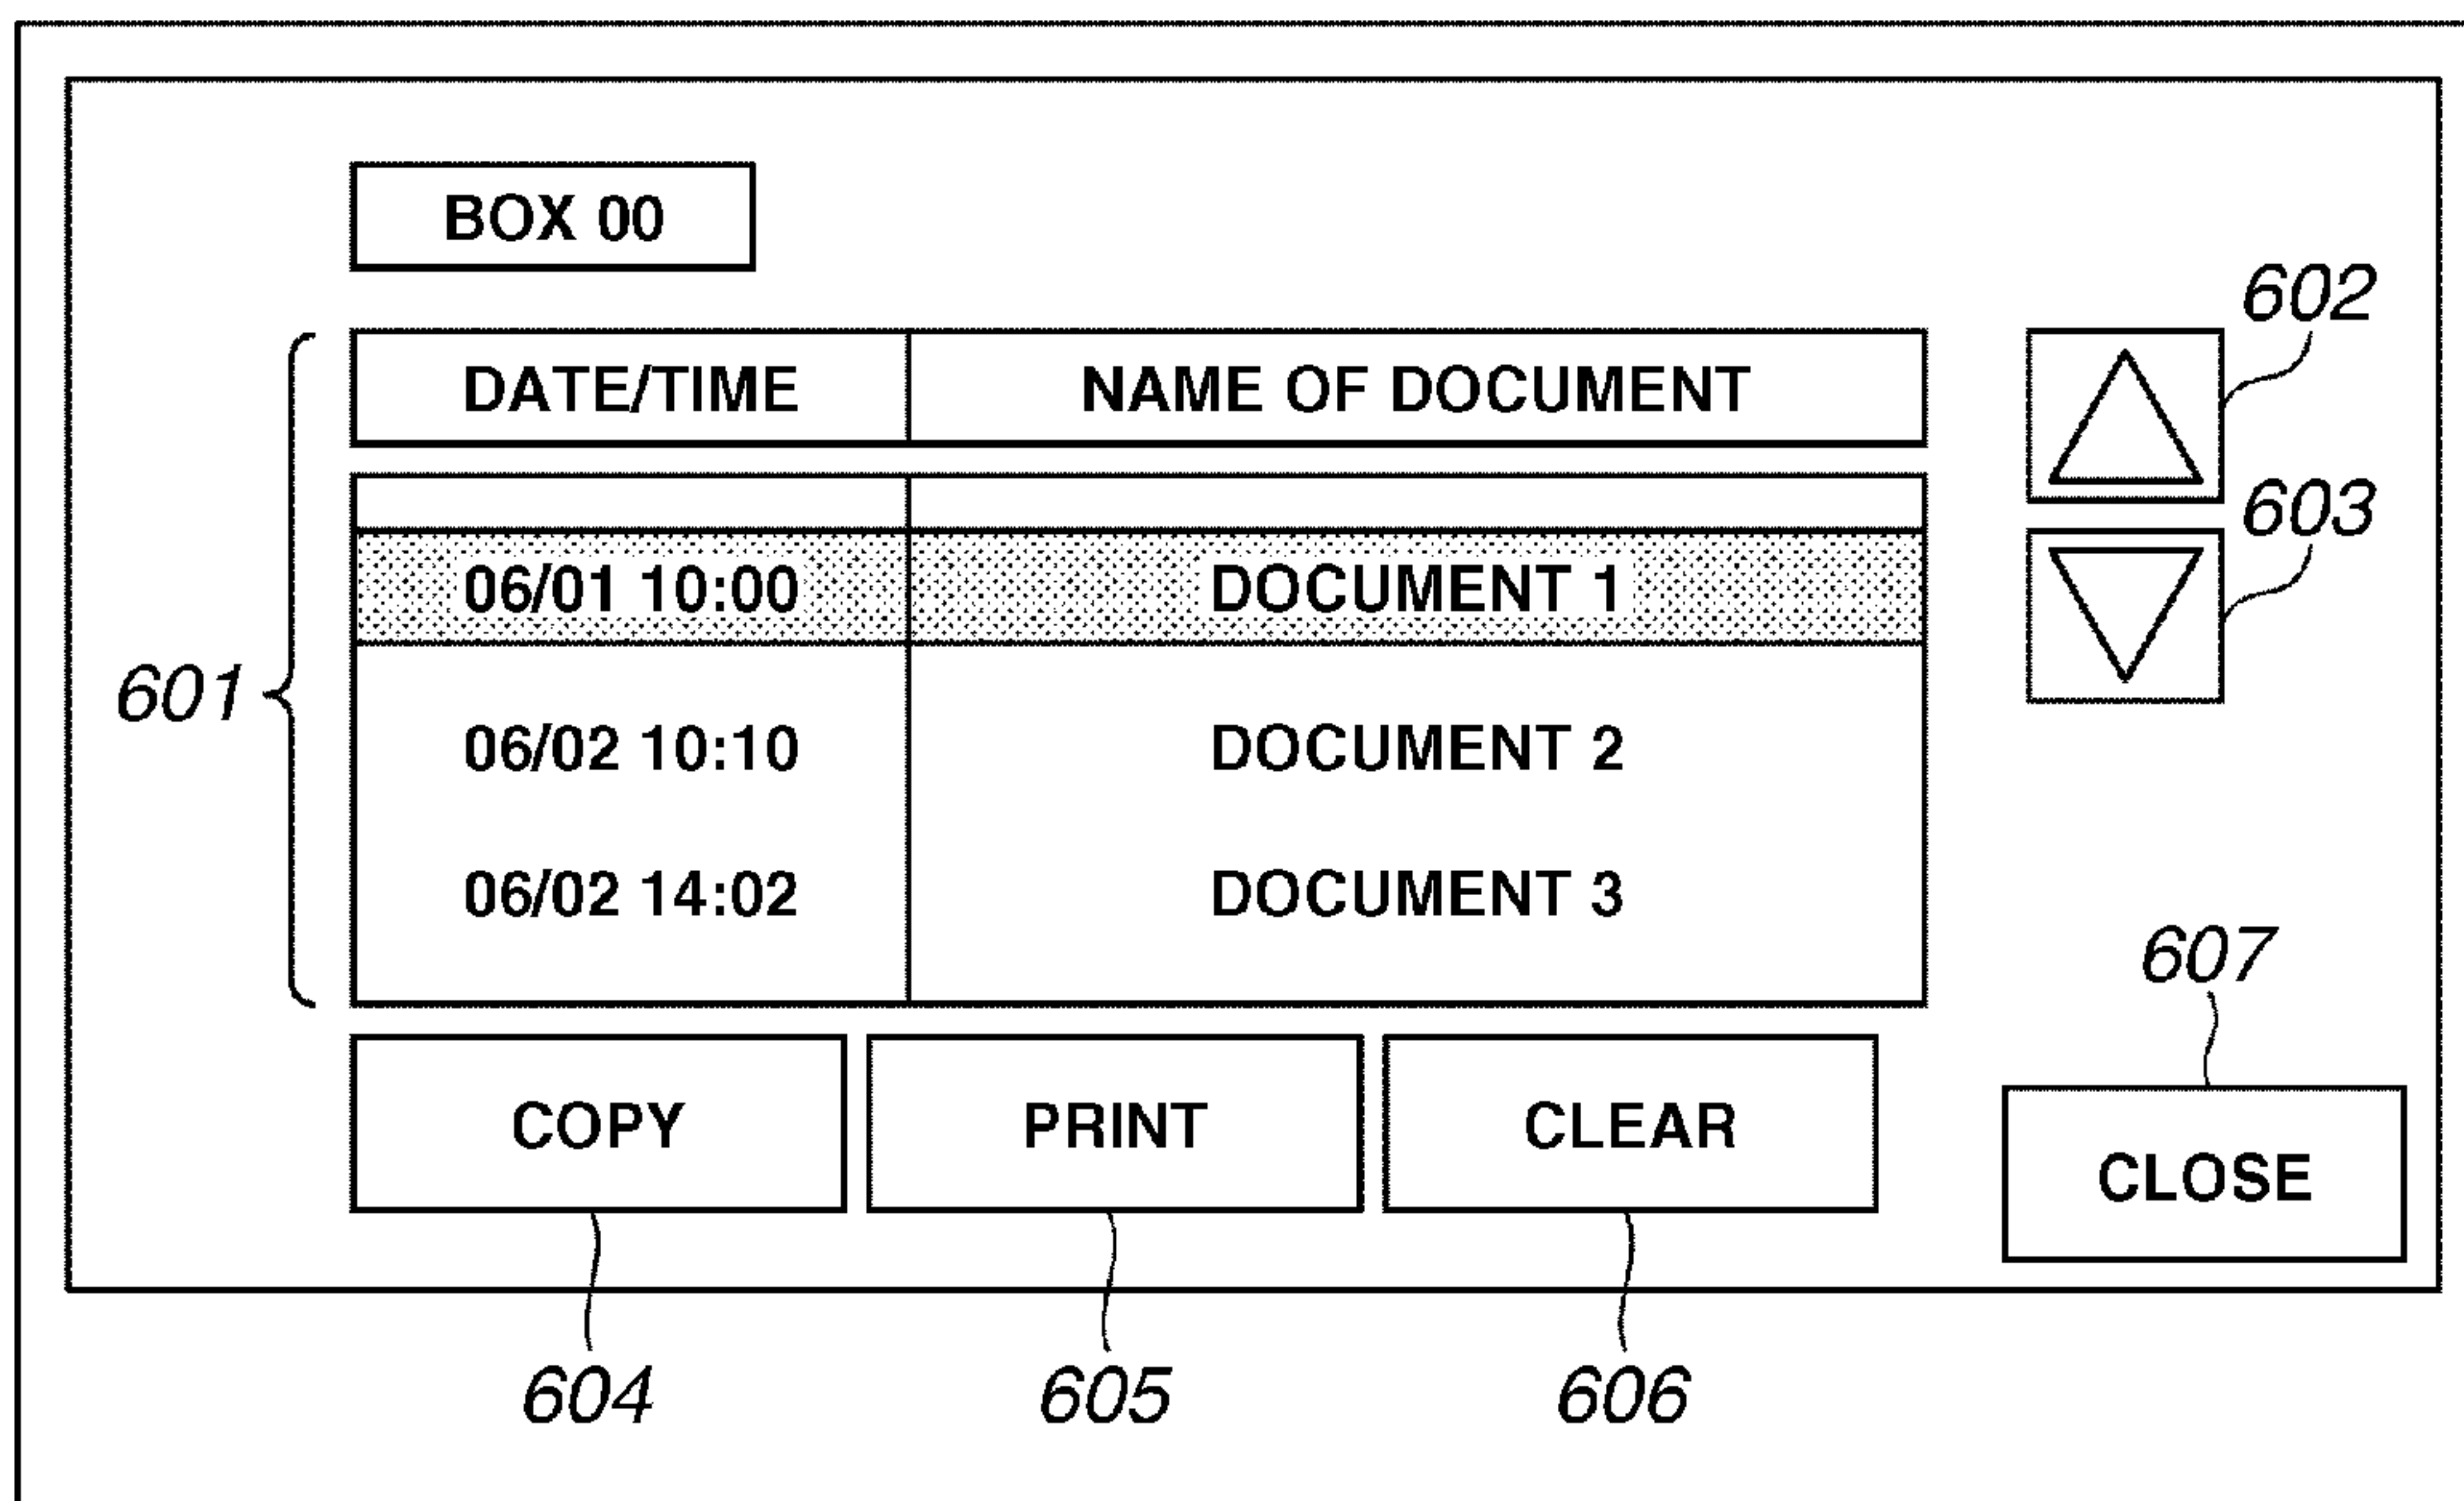 BOX 00
602
DATE/TIME NAME OF DOCUMENT
603
06/01 10:00 DOCUMENT 1
601
06/02 10:10 DOCUMENT 2
06/02 14:02 DOCUMENT 3
607
COPY PRINT CLEAR
CLOSE
604 605 606